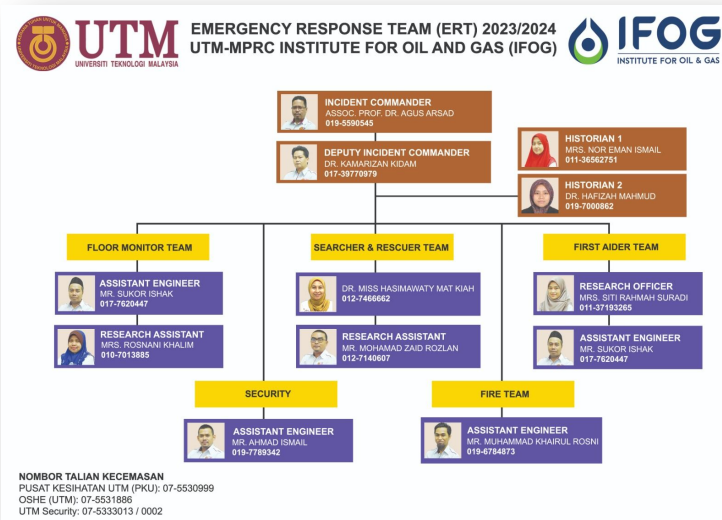 UTM
UNIVERSITI TEKNOLOGI MALAYSIA
EMERGENCY RESPONSE TEAM (ERT) 2023/2024
UTM-MPRC INSTITUTE FOR OIL AND GAS (IFOG)
IFOG
INSTITUTE FOR OIL & GAS
INCIDENT COMMANDER
ASSOC. PROF. DR. AGUS ARSAD
019-5590545
DEPUTY INCIDENT COMMANDER
DR. KAMARIZAN KIDAM
017-39770979
HISTORIAN 1
MRS. NOR EMAN ISMAIL
011-36562751
HISTORIAN 2
DR. HAFIZAH MAHMUD
019-7000862
FLOOR MONITOR TEAM
ASSISTANT ENGINEER
MR. SUKOR ISHAK
017-7620447
RESEARCH ASSISTANT
MRS. ROSNANI KHALIM
010-7013885
SEARCHER & RESCUER TEAM
DR. MISS HASIMAWATY MAT KIAH
012-7466662
RESEARCH ASSISTANT
MR. MOHAMAD ZAID ROZLAN
012-7140607
FIRST AIDER TEAM
RESEARCH OFFICER
MRS. SITI RAHMAH SURADI
011-37193265
ASSISTANT ENGINEER
MR. SUKOR ISHAK
017-7620447
SECURITY
ASSISTANT ENGINEER
MR. AHMAD ISMAIL
019-7789342
FIRE TEAM
ASSISTANT ENGINEER
MR. MUHAMMAD KHAIRUL ROSNI
019-6784873
NOMBOR TALIAN KECEMASAN
PUSAT KESIHATAN UTM (PKU): 07-5530999
OSHE (UTM): 07-5531886
UTM Security: 07-5333013 / 0002